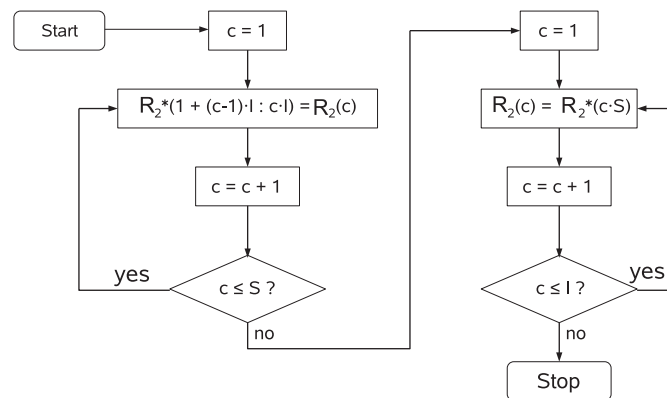 Start
c = 1
R₂*(1 + (c-1)·I : c·I) = R₂(c)
c = c + 1
c ≤ S ?
yes
no
c = 1
R₂(c) = R₂*(c·S)
c = c + 1
c ≤ I ?
yes
no
Stop